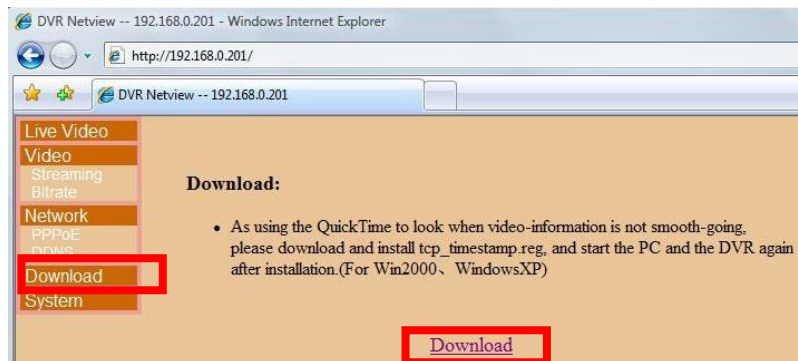 DVR Netview -- 192.168.0.201 - Windows Internet Explorer
http://192.168.0.201/
DVR Netview -- 192.168.0.201
Live Video
Video
Streaming
Bitrate
Network
PPPoE
DDNS
Download
System
Download:
• As using the QuickTime to look when video-information is not smooth-going,
please download and install tcp_timestamp.reg, and start the PC and the DVR again
after installation.(For Win2000、WindowsXP)
Download